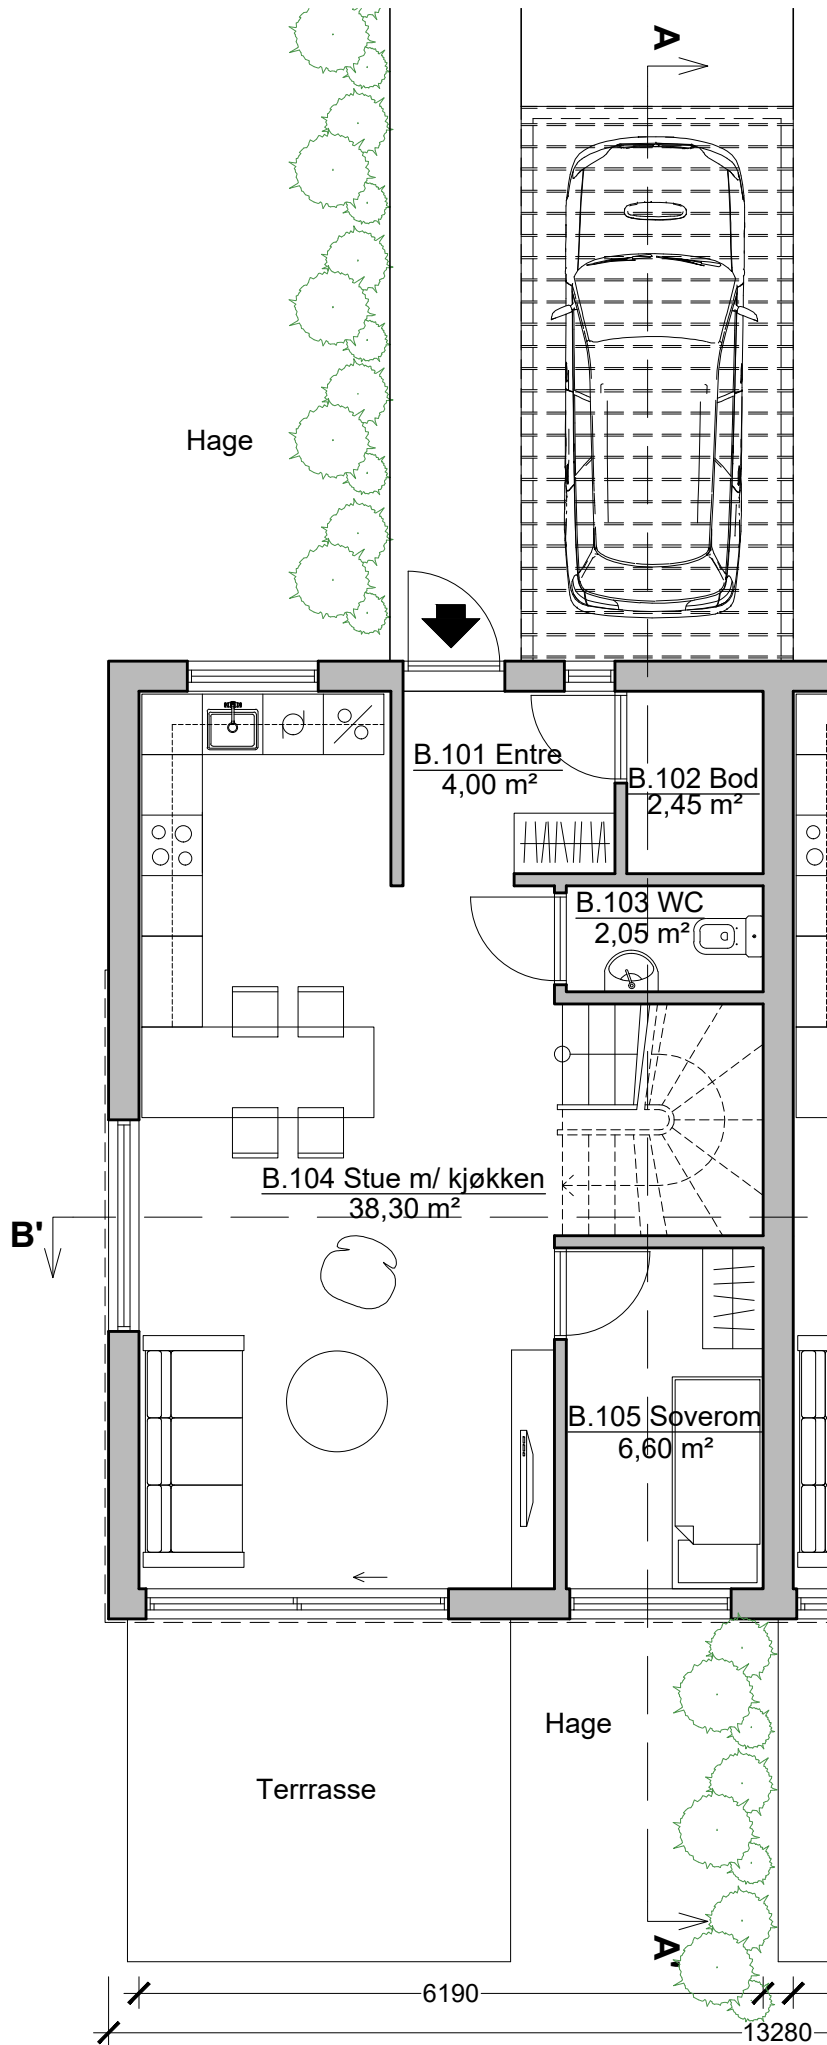 A
Hage
B.101 Entre
4,00 m²
B.102 Bod
2,45 m²
B.103 WC
2,05 m²
B.104 Stue m/ kjøkken
38,30 m²
B'
B.105 Soverom
6,60 m²
Hage
Terrrasse
A'
6190
13280